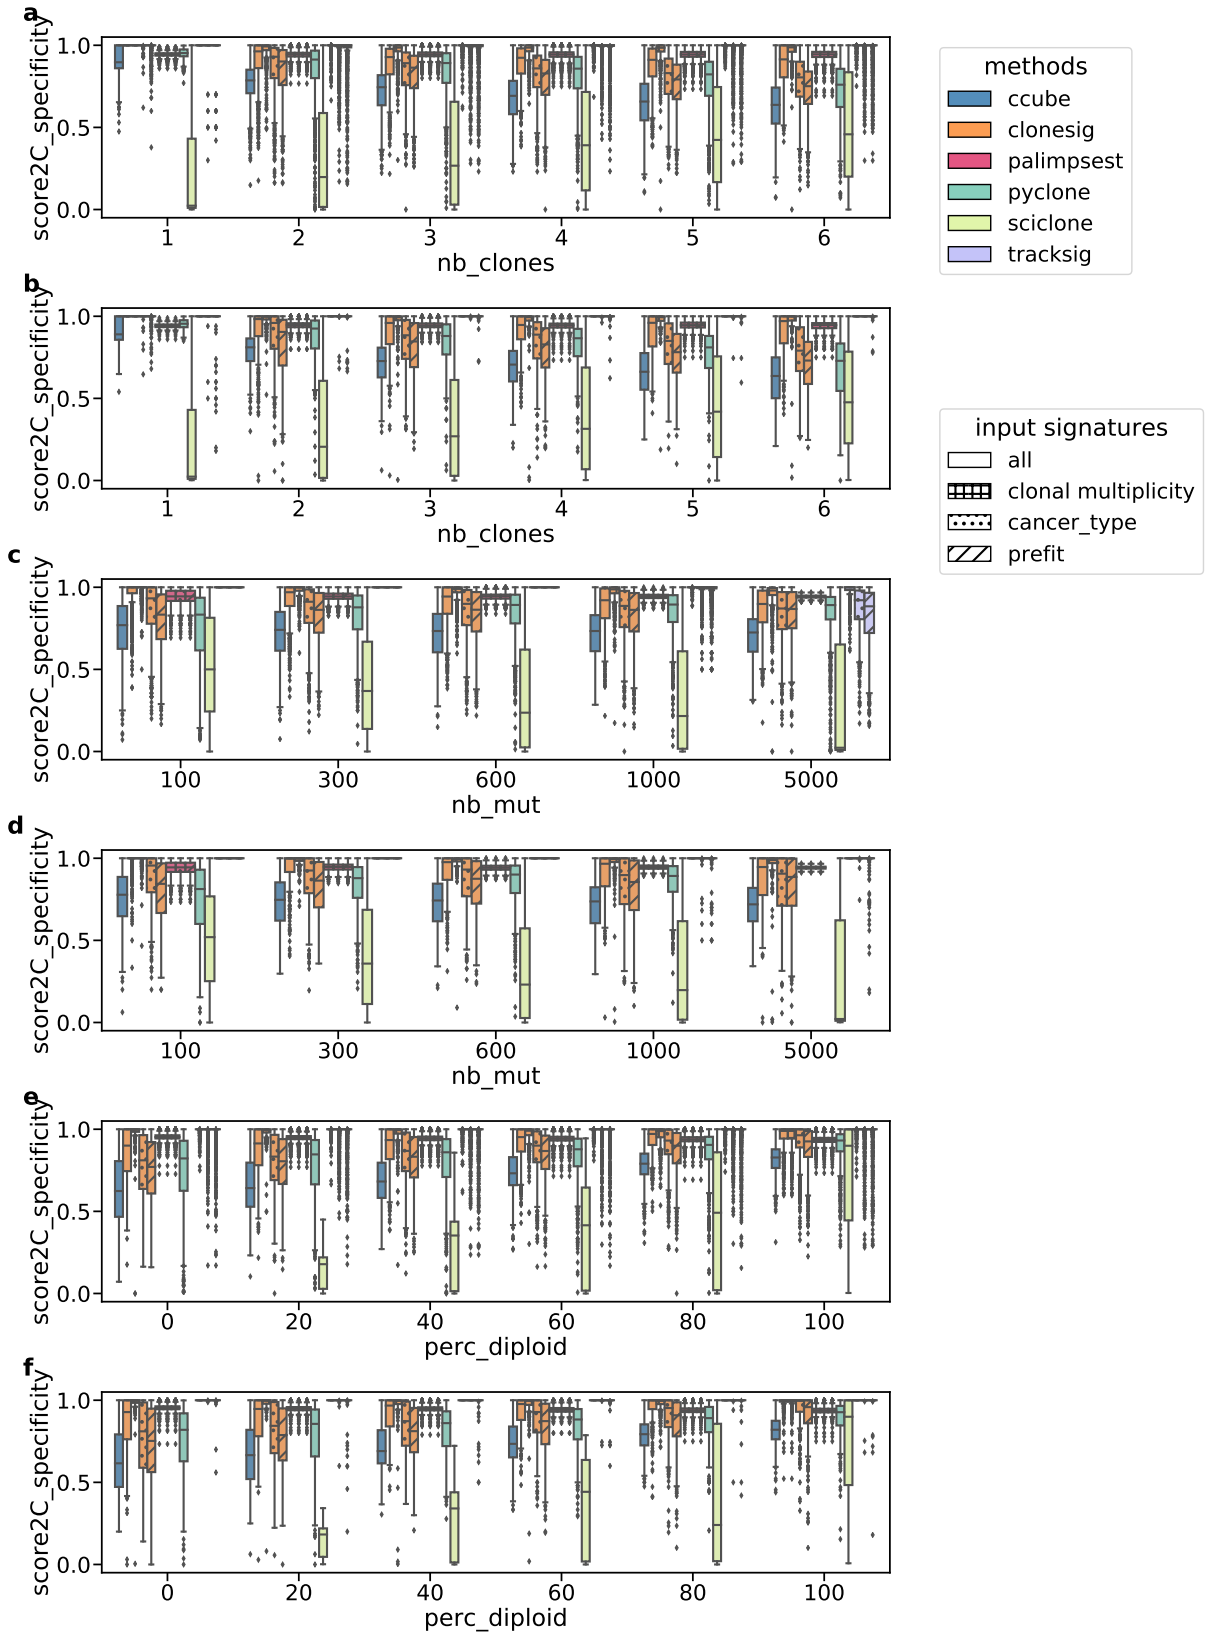 a
score2C_specificity
1.0
0.5
0.0
1 2 3 4 5 6
nb_clones
b
score2C_specificity
1.0
0.5
0.0
1 2 3 4 5 6
nb_clones
c
score2C_specificity
1.0
0.5
0.0
100 300 600 1000 5000
nb_mut
d
score2C_specificity
1.0
0.5
0.0
100 300 600 1000 5000
nb_mut
e
score2C_specificity
1.0
0.5
0.0
0 20 40 60 80 100
perc_diploid
f
score2C_specificity
1.0
0.5
0.0
0 20 40 60 80 100
perc_diploid
methods
ccube
clonesig
palimpsest
pyclone
sciclone
tracksig
input signatures
all
clonal multiplicity
cancer_type
prefit